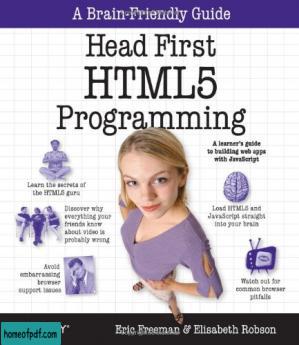 A Brain-Friendly Guide
Head First
HTML5
Programming
A learner's guide
to building web apps
with JavaScript
Learn the secrets of
the HTML5 guru
Load HTML5 and
JavaScript straight
into your brain
Discover why
everything your
friends know
about video is
probably wrong
Avoid
embarrassing
browser
support issues
Watch out for
common browser
pitfalls
Eric Freeman & Elisabeth Robson
homeofpdf.com